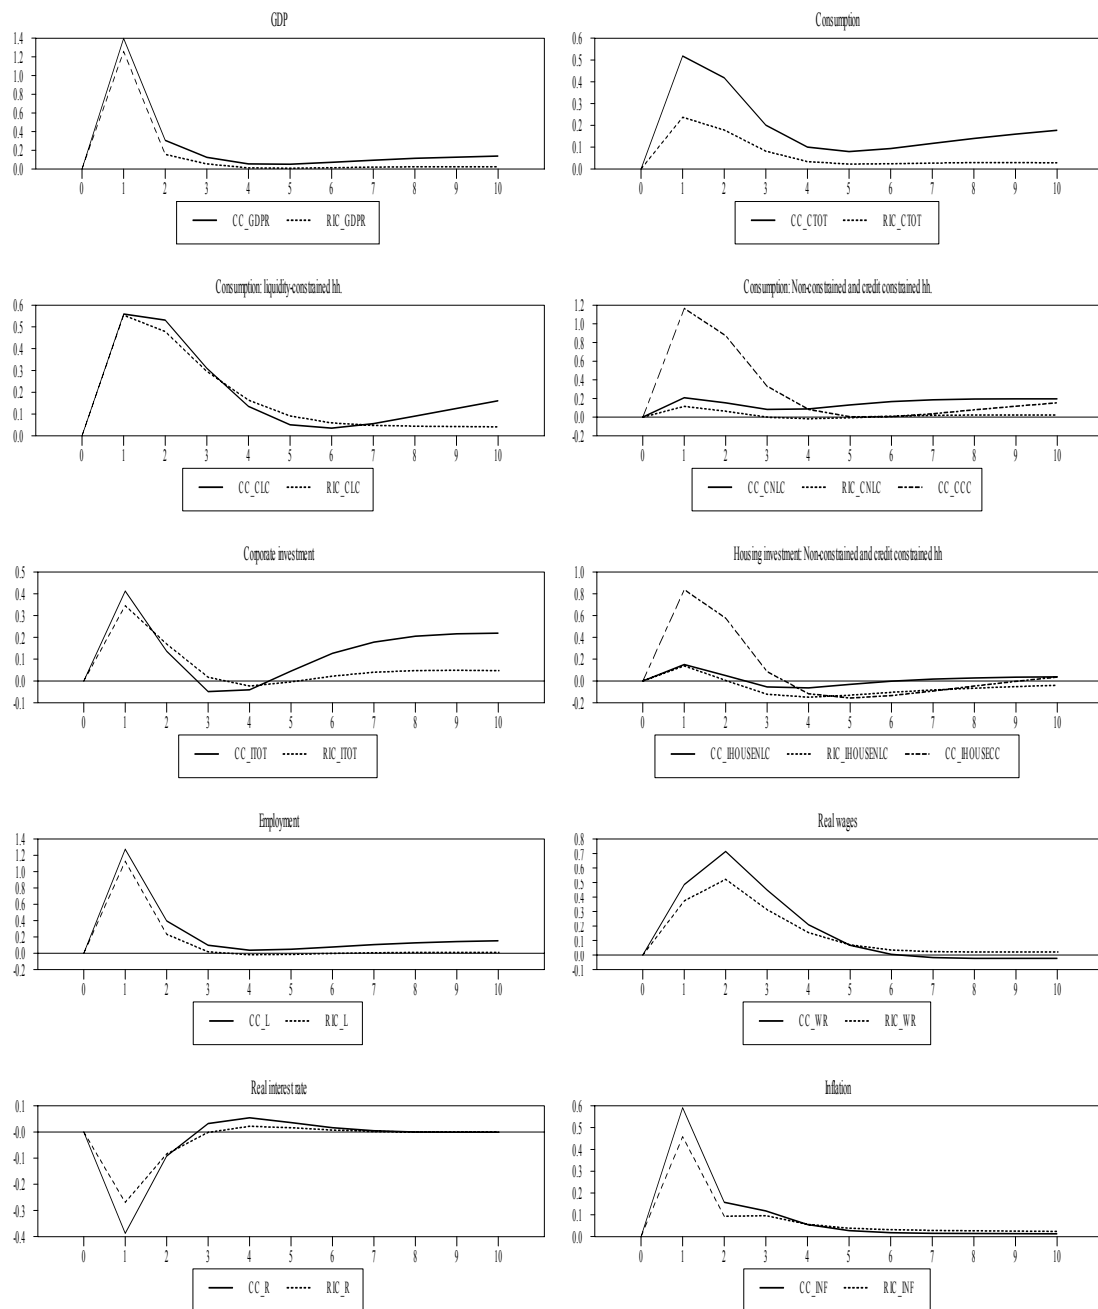 GDP
1.4
1.2
1.0
0.8
0.6
0.4
0.2
0.0
0 1 2 3 4 5 6 7 8 9 10
CC_GDPR RIC_GDPR
Consumption
0.6
0.5
0.4
0.3
0.2
0.1
0.0
0 1 2 3 4 5 6 7 8 9 10
CC_CTOT RIC_CTOT
Consumption: liquidity-constrained hh.
0.6
0.5
0.4
0.3
0.2
0.1
0.0
0 1 2 3 4 5 6 7 8 9 10
CC_CLC RIC_CLC
Consumption: Non-constrained and credit constrained hh.
1.2
1.0
0.8
0.6
0.4
0.2
0.0
-0.2
0 1 2 3 4 5 6 7 8 9 10
CC_CNLC RIC_CNLC CC_CCC
Corporate investment
0.5
0.4
0.3
0.2
0.1
0.0
-0.1
0 1 2 3 4 5 6 7 8 9 10
CC_ITOT RIC_ITOT
Housing investment: Non-constrained and credit constrained hh
1.0
0.8
0.6
0.4
0.2
0.0
-0.2
0 1 2 3 4 5 6 7 8 9 10
CC_IHOUSENLC RIC_IHOUSENLC CC_IHOUSECC
Employment
1.4
1.2
1.0
0.8
0.6
0.4
0.2
0.0
-0.2
0 1 2 3 4 5 6 7 8 9 10
CC_L RIC_L
Real wages
0.8
0.7
0.6
0.5
0.4
0.3
0.2
0.1
0.0
-0.1
0 1 2 3 4 5 6 7 8 9 10
CC_WR RIC_WR
Real interest rate
0.1
-0.0
-0.1
-0.2
-0.3
-0.4
0 1 2 3 4 5 6 7 8 9 10
CC_R RIC_R
Inflation
0.6
0.5
0.4
0.3
0.2
0.1
0.0
0 1 2 3 4 5 6 7 8 9 10
CC_INF RIC_INF